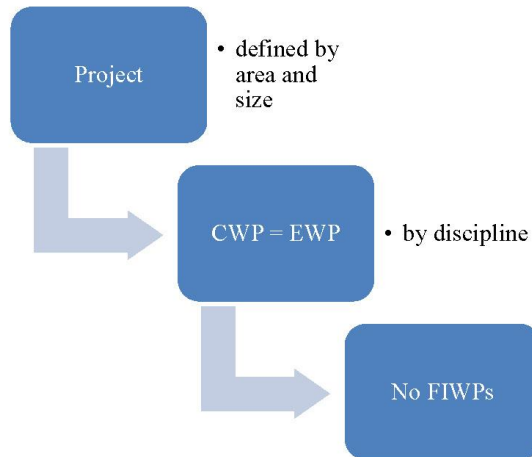 Project
• defined by
area and
size
CWP = EWP
• by discipline
No FIWPs